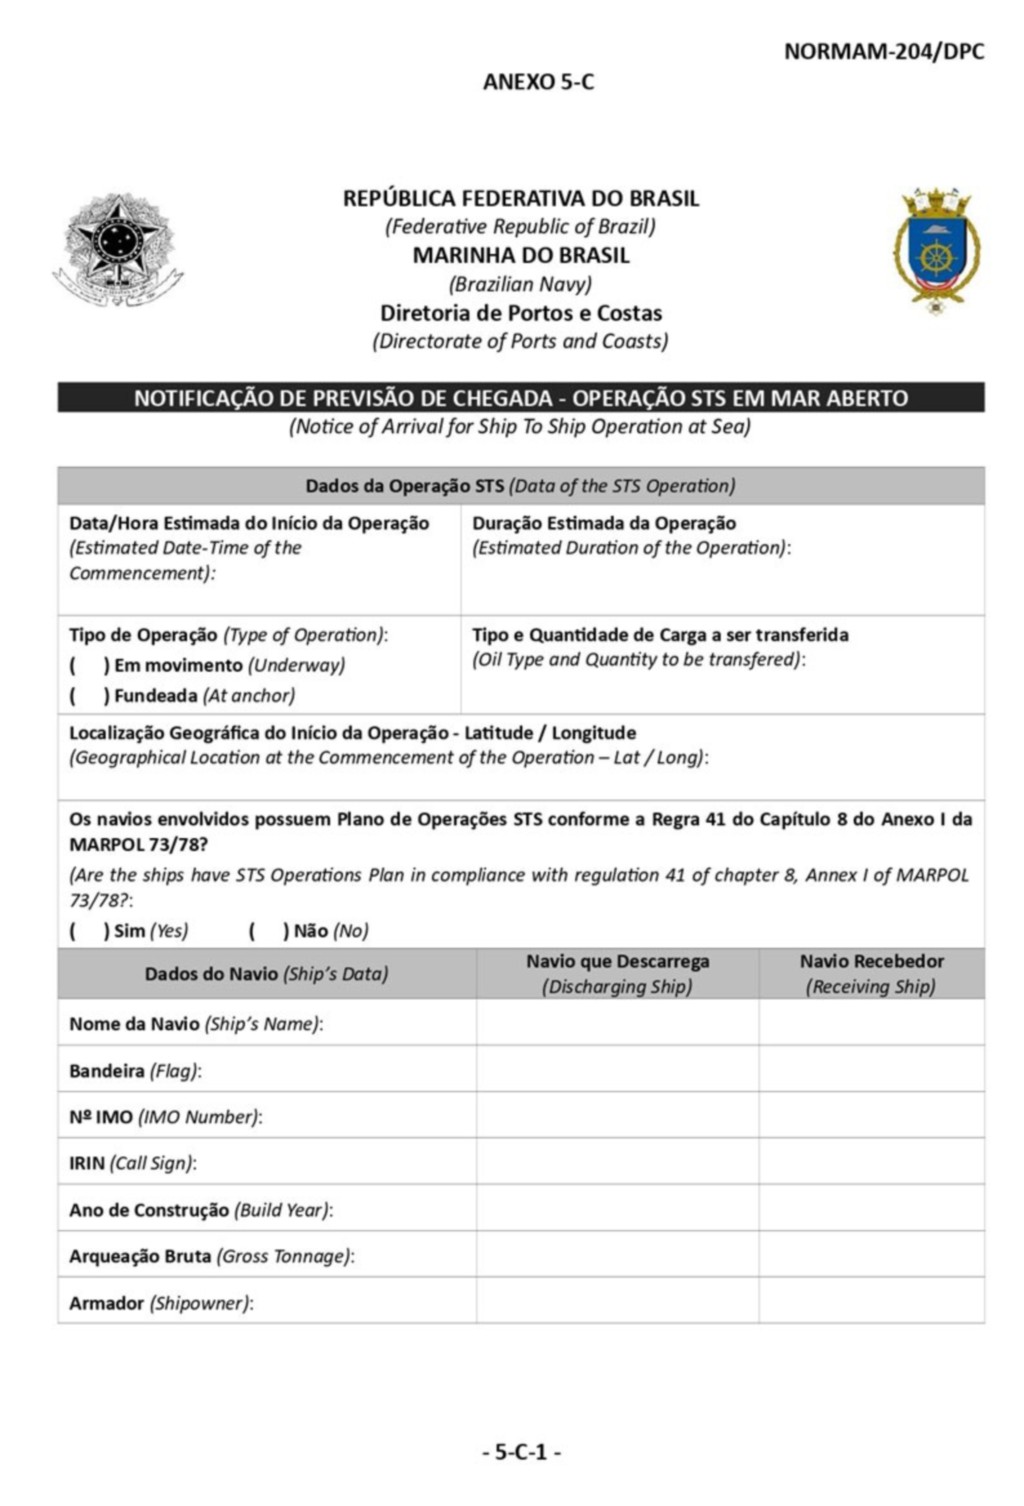 NORMAM-204/DPC
ANEXO 5-C
REPÚBLICA FEDERATIVA DO BRASIL
(Federative Republic of Brazil)
MARINHA DO BRASIL
(Brazilian Navy)
Diretoria de Portos e Costas
(Directorate of Ports and Coasts)
NOTIFICAÇÃO DE PREVISÃO DE CHEGADA - OPERAÇÃO STS EM MAR ABERTO
(Notice of Arrival for Ship To Ship Operation at Sea)
Dados da Operação STS (Data of the STS Operation)
Data/Hora Estimada do Início da Operação
(Estimated Date-Time of the
Commencement):
Duração Estimada da Operação
(Estimated Duration of the Operation):
Tipo de Operação (Type of Operation):
( ) Em movimento (Underway)
( ) Fundeada (At anchor)
Tipo e Quantidade de Carga a ser transferida
(Oil Type and Quantity to be transfered):
Localização Geográfica do Início da Operação - Latitude / Longitude
(Geographical Location at the Commencement of the Operation – Lat / Long):
Os navios envolvidos possuem Plano de Operações STS conforme a Regra 41 do Capítulo 8 do Anexo I da
MARPOL 73/78?
(Are the ships have STS Operations Plan in compliance with regulation 41 of chapter 8, Annex I of MARPOL
73/78?:
( ) Sim (Yes) ( ) Não (No)
Dados do Navio (Ship's Data)
Navio que Descarrega
(Discharging Ship)
Navio Recebedor
(Receiving Ship)
Nome da Navio (Ship's Name):
Bandeira (Flag):
Nº IMO (IMO Number):
IRIN (Call Sign):
Ano de Construção (Build Year):
Arqueação Bruta (Gross Tonnage):
Armador (Shipowner):
- 5-C-1 -